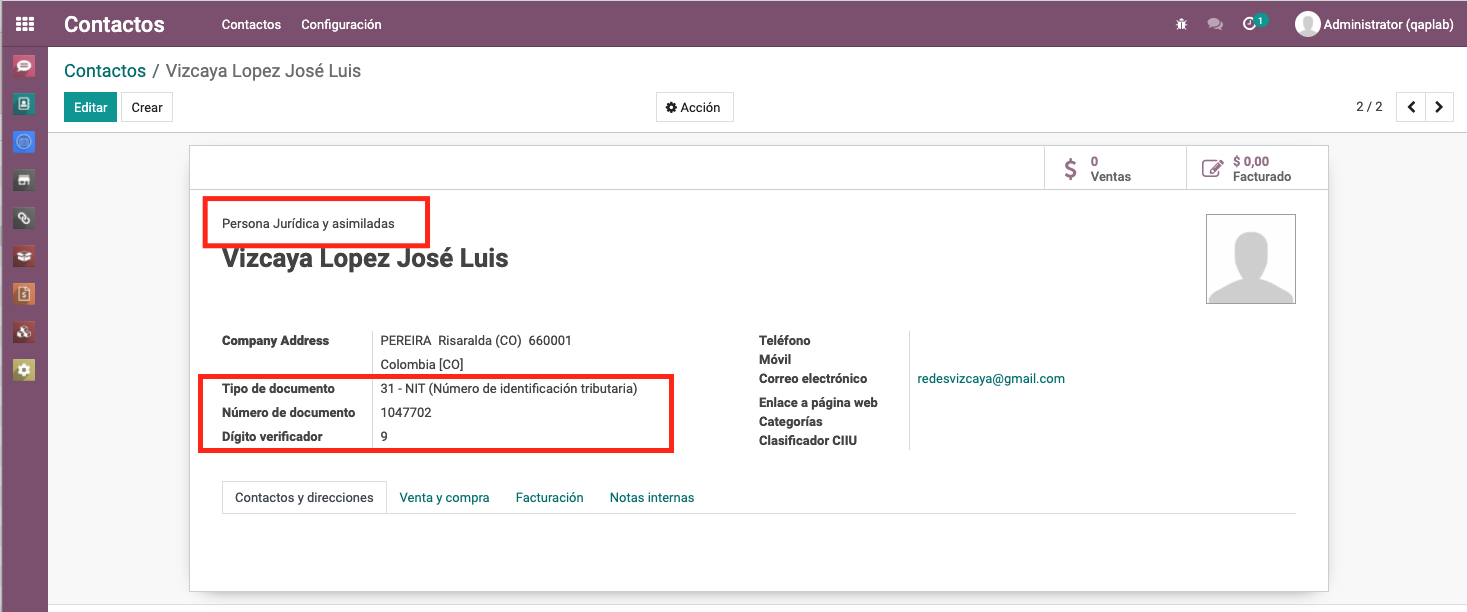 Contactos Contactos Configuración 1 Administrator (qaplab)
Contactos / Vizcaya Lopez José Luis
Editar Crear Acción 2 / 2
$ 0 Ventas
$ 0,00 Facturado
Persona Jurídica y asimiladas
Vizcaya Lopez José Luis
Company Address PEREIRA Risaralda (CO) 660001
Colombia [CO]
Tipo de documento 31 - NIT (Número de identificación tributaria)
Número de documento 1047702
Dígito verificador 9
Teléfono
Móvil
Correo electrónico redesvizcaya@gmail.com
Enlace a página web
Categorías
Clasificador CIIU
Contactos y direcciones Venta y compra Facturación Notas internas